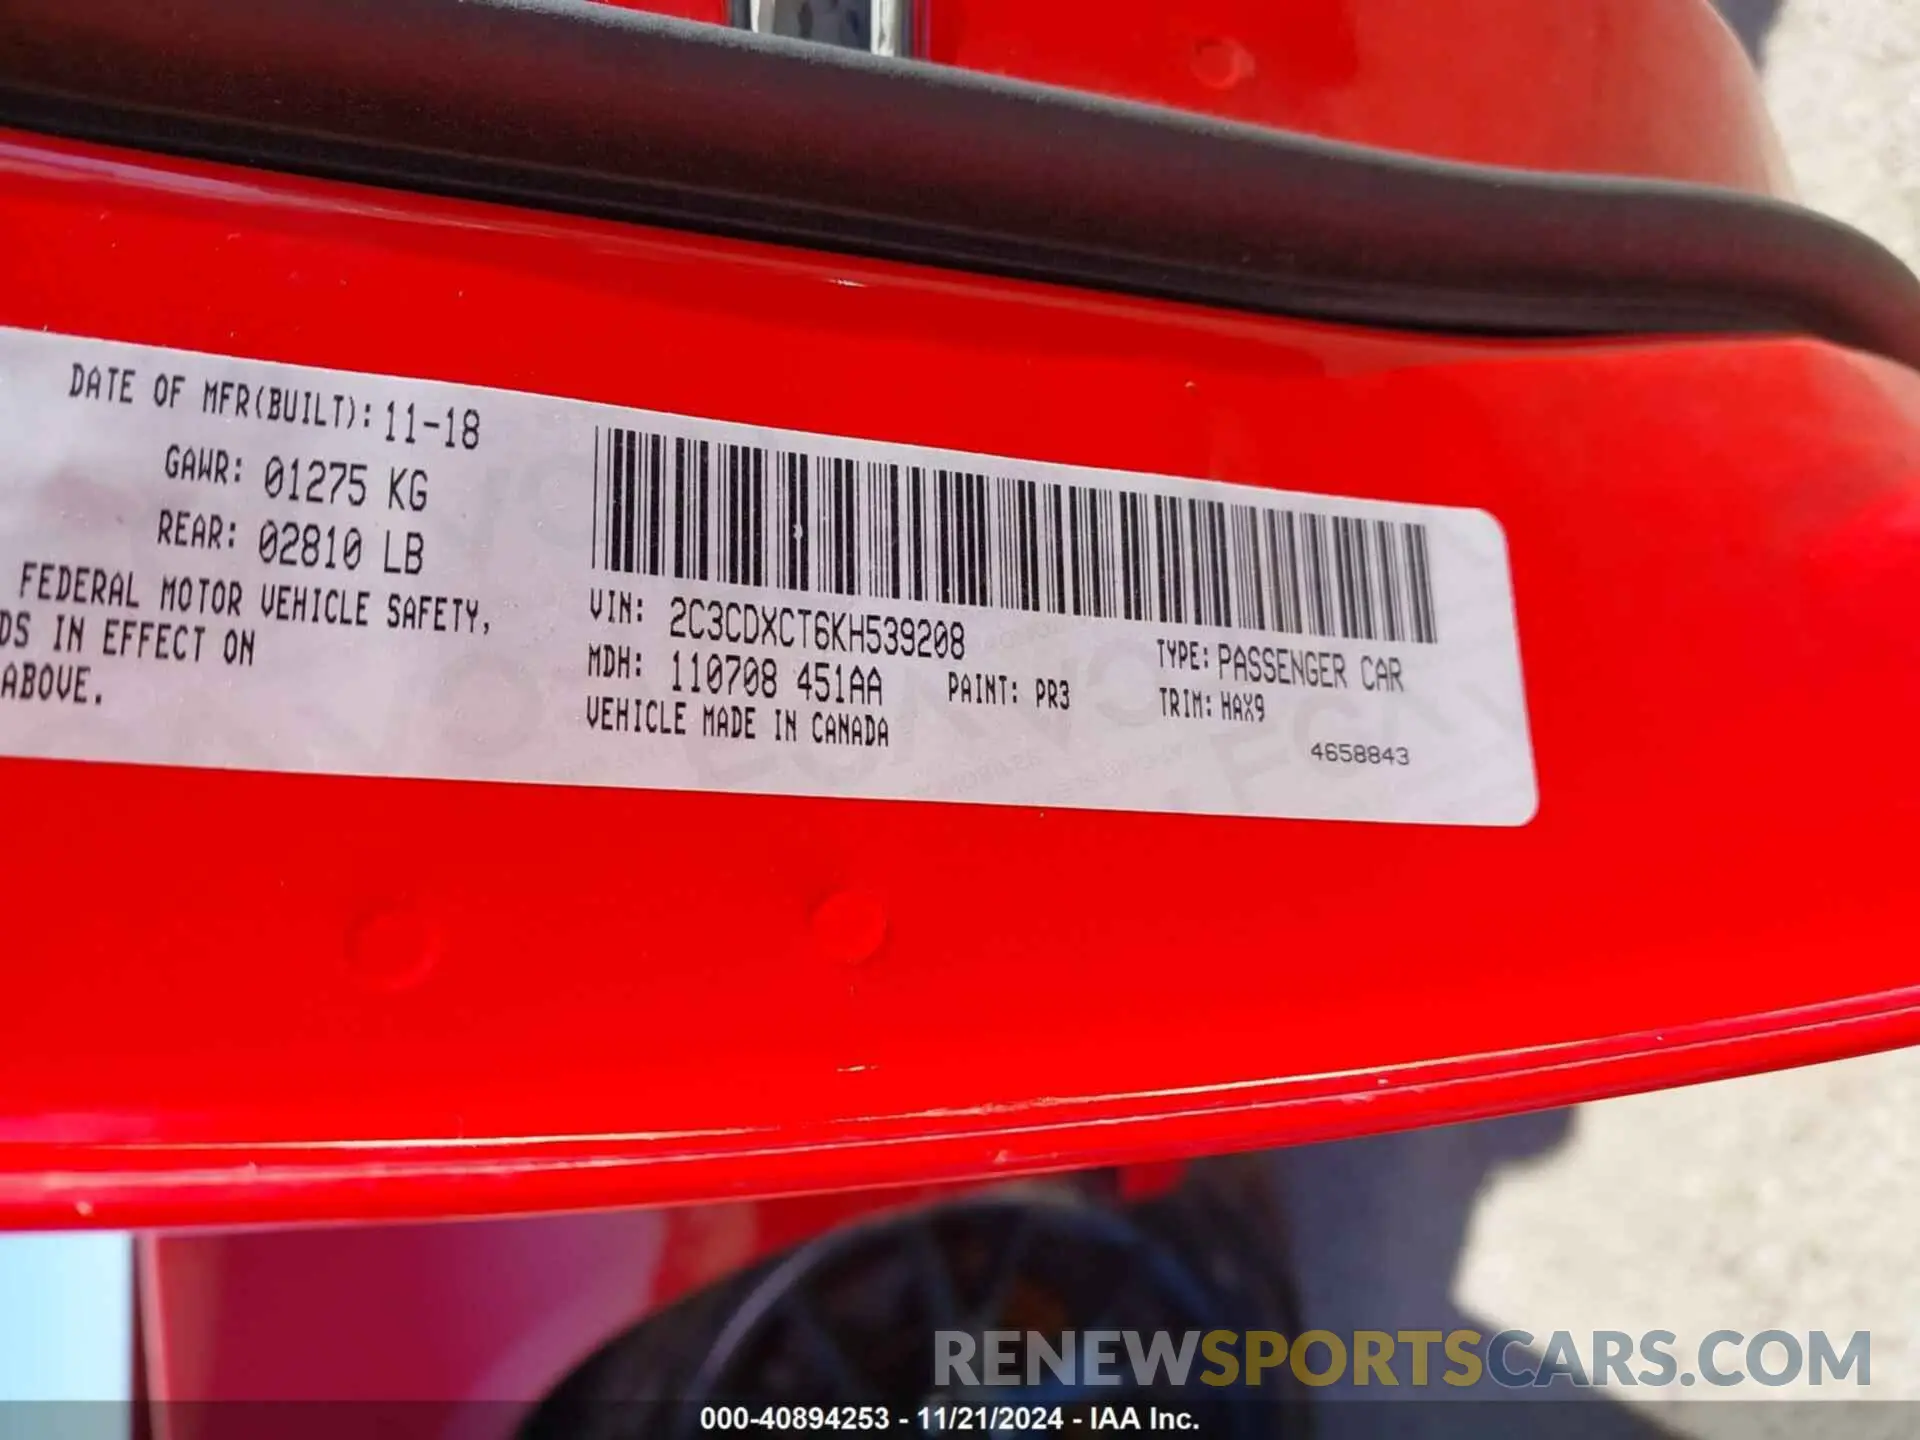 DATE OF MFR(BUILT): 11-18
GAWR: 01275 KG
REAR: 02810 LB
FEDERAL MOTOR VEHICLE SAFETY,
DS IN EFFECT ON
ABOVE.
VIN: 2C3CDXCT6KH539208
MDH: 110708 451AA
PAINT: PR3
VEHICLE MADE IN CANADA
TYPE: PASSENGER CAR
TRIM: HAX9
4658843
RENEWSPORTSCARS.COM
000-40894253 - 11/21/2024 - IAA Inc.